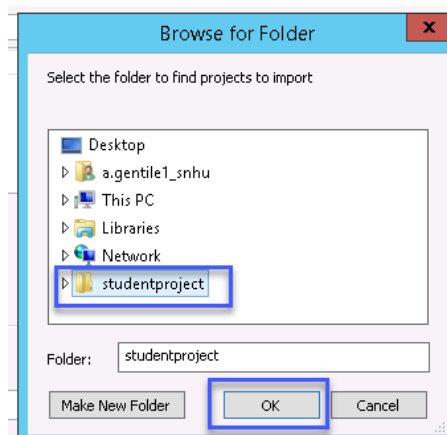 Browse for Folder
x
Select the folder to find projects to import
Desktop
a.gentile1_snhu
This PC
Libraries
Network
studentproject
Folder: studentproject
Make New Folder OK Cancel